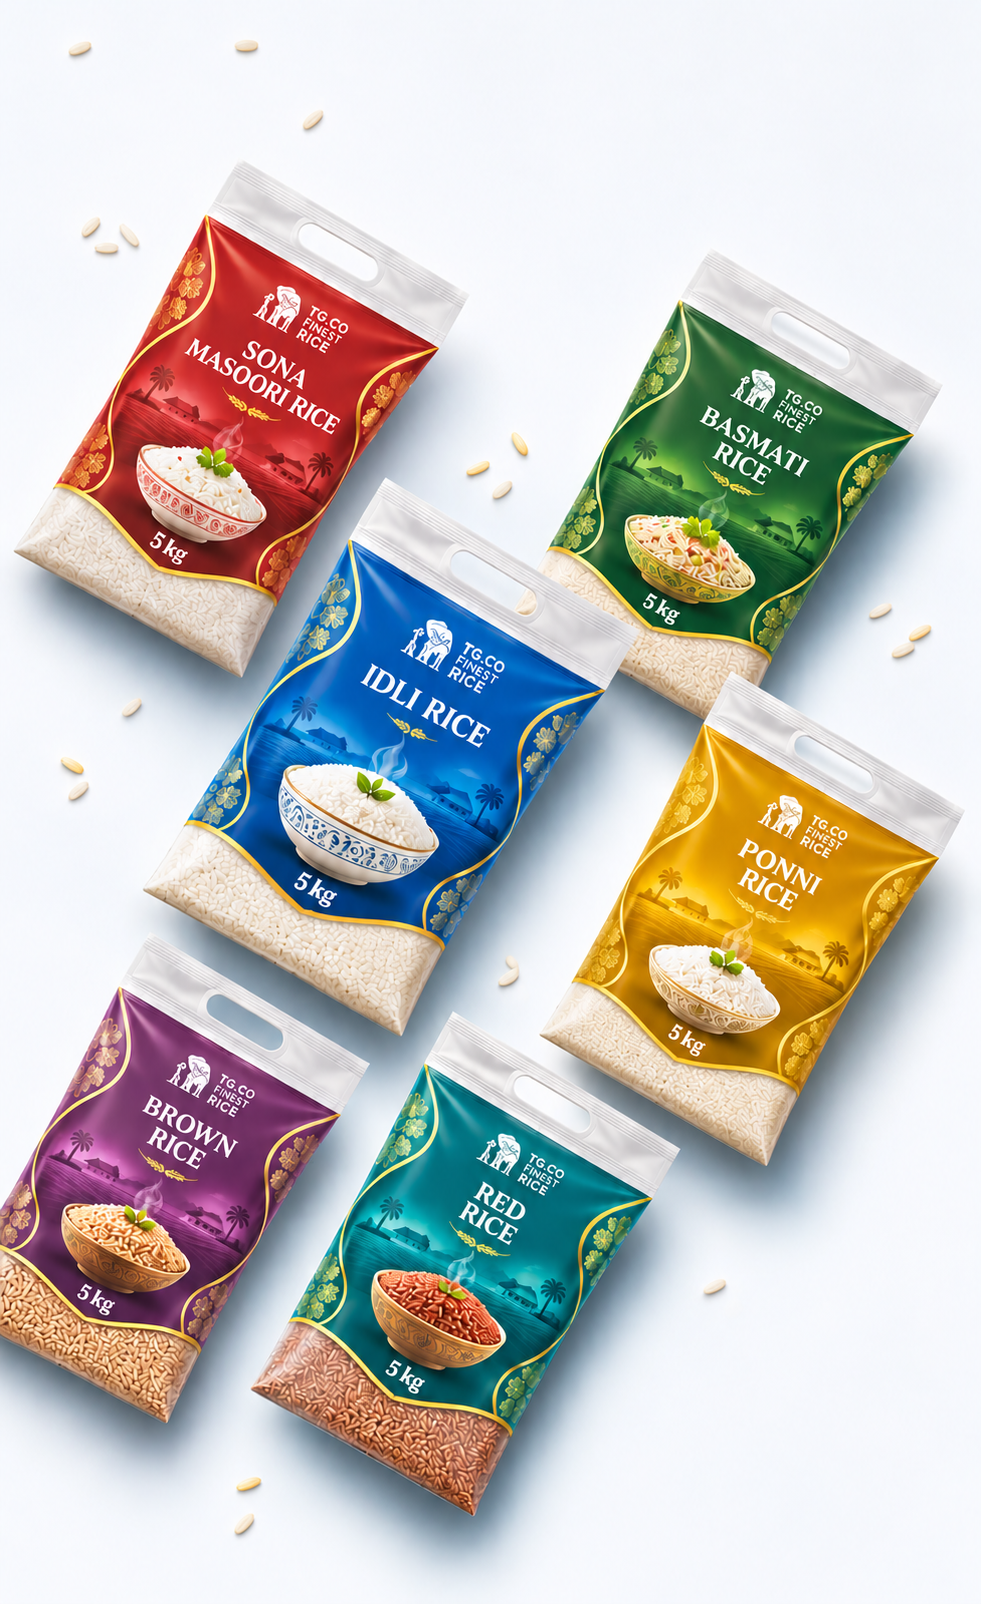 TG.CO
FINEST
RICE
SONA
MASOORI RICE
5 kg
TG.CO
FINEST
RICE
BASMATI
RICE
5 kg
TG.CO
FINEST
RICE
IDLI RICE
5 kg
TG.CO
FINEST
RICE
PONNI
RICE
5 kg
TG.CO
FINEST
RICE
BROWN
RICE
5 kg
TG.CO
FINEST
RICE
RED
RICE
5 kg